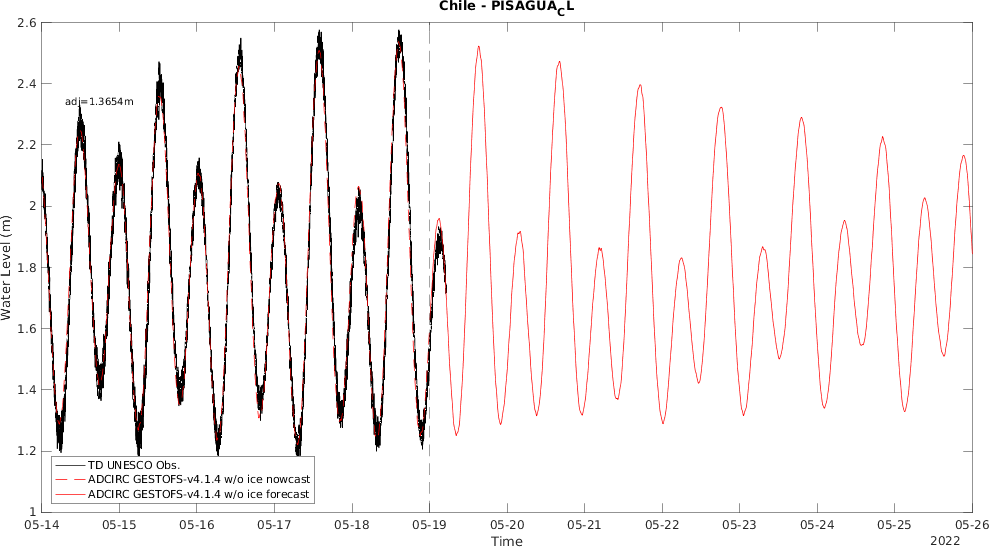 Chile - PISAGUA_CL
2.6
2.4
2.2
2
1.8
1.6
1.4
1.2
1
Water Level (m)
adj=1.3654m
TD UNESCO Obs.
ADCIRC GESTOFS-v4.1.4 w/o ice nowcast
ADCIRC GESTOFS-v4.1.4 w/o ice forecast
05-14 05-15 05-16 05-17 05-18 05-19 05-20 05-21 05-22 05-23 05-24 05-25 05-26
Time
2022